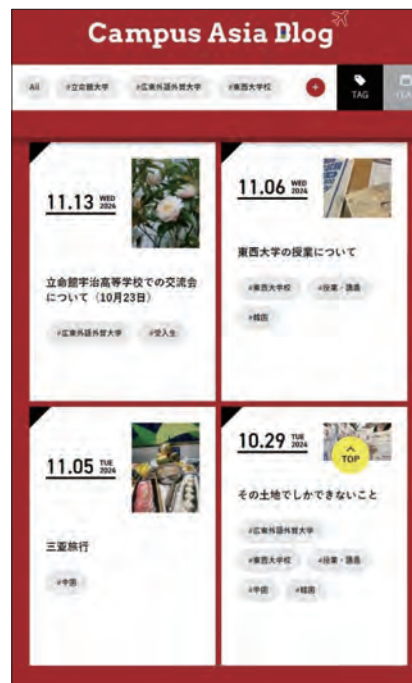 Campus Asia Blog
All
#立命館大学
#広東外語外貿大学
#東西大学校
+
TAG
11.13 WED 2024
立命館宇治高等学校での交流会
について（10月23日）
#広東外語外貿大学
#受入生
11.06 WED 2024
東西大学の授業について
#東西大学校
#授業・講義
#韓国
11.05 TUE 2024
三亜旅行
#中国
10.29 TUE 2024
TOP
その土地でしかできないこと
#広東外語外貿大学
#東西大学校
#授業・講義
#中国
#韓国